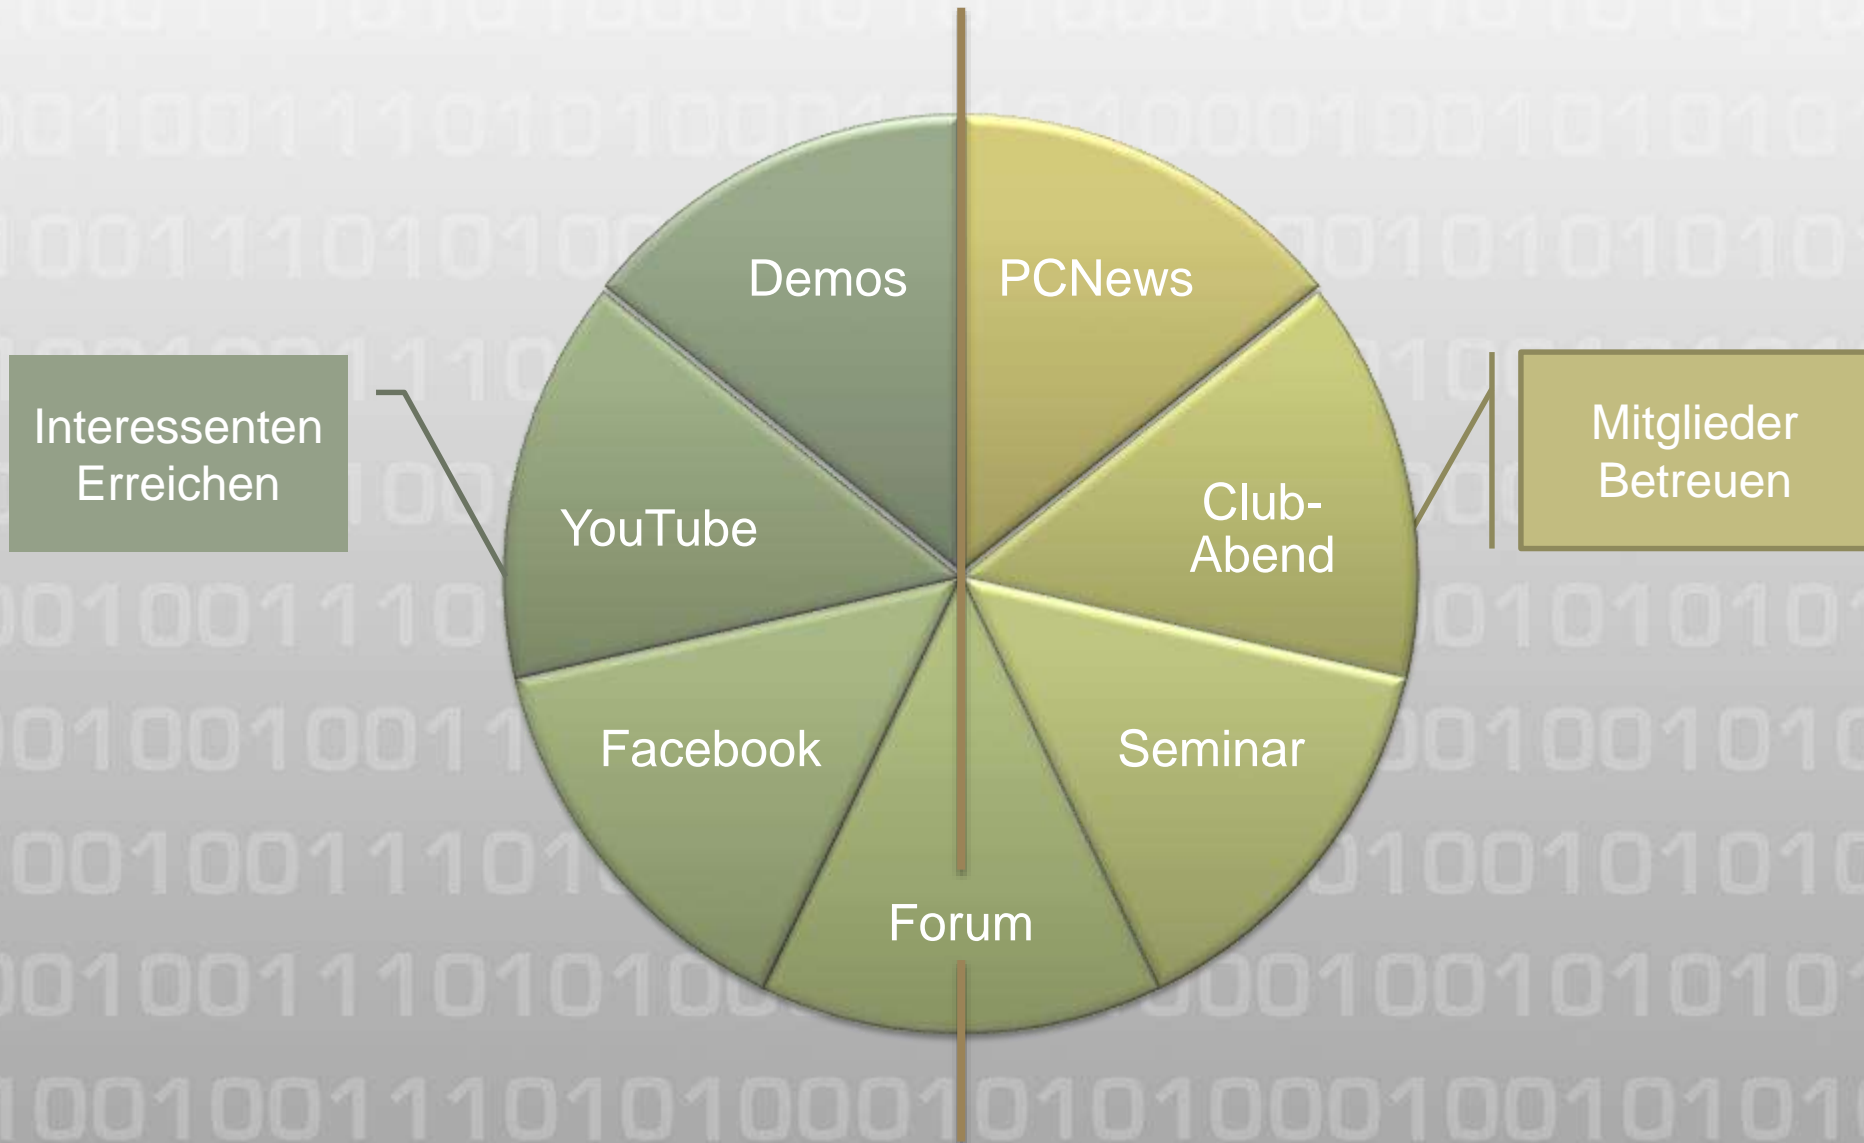 Demos
PCNews
Interessenten
Erreichen
Mitglieder
Betreuen
YouTube
Club-
Abend
Facebook
Seminar
Forum